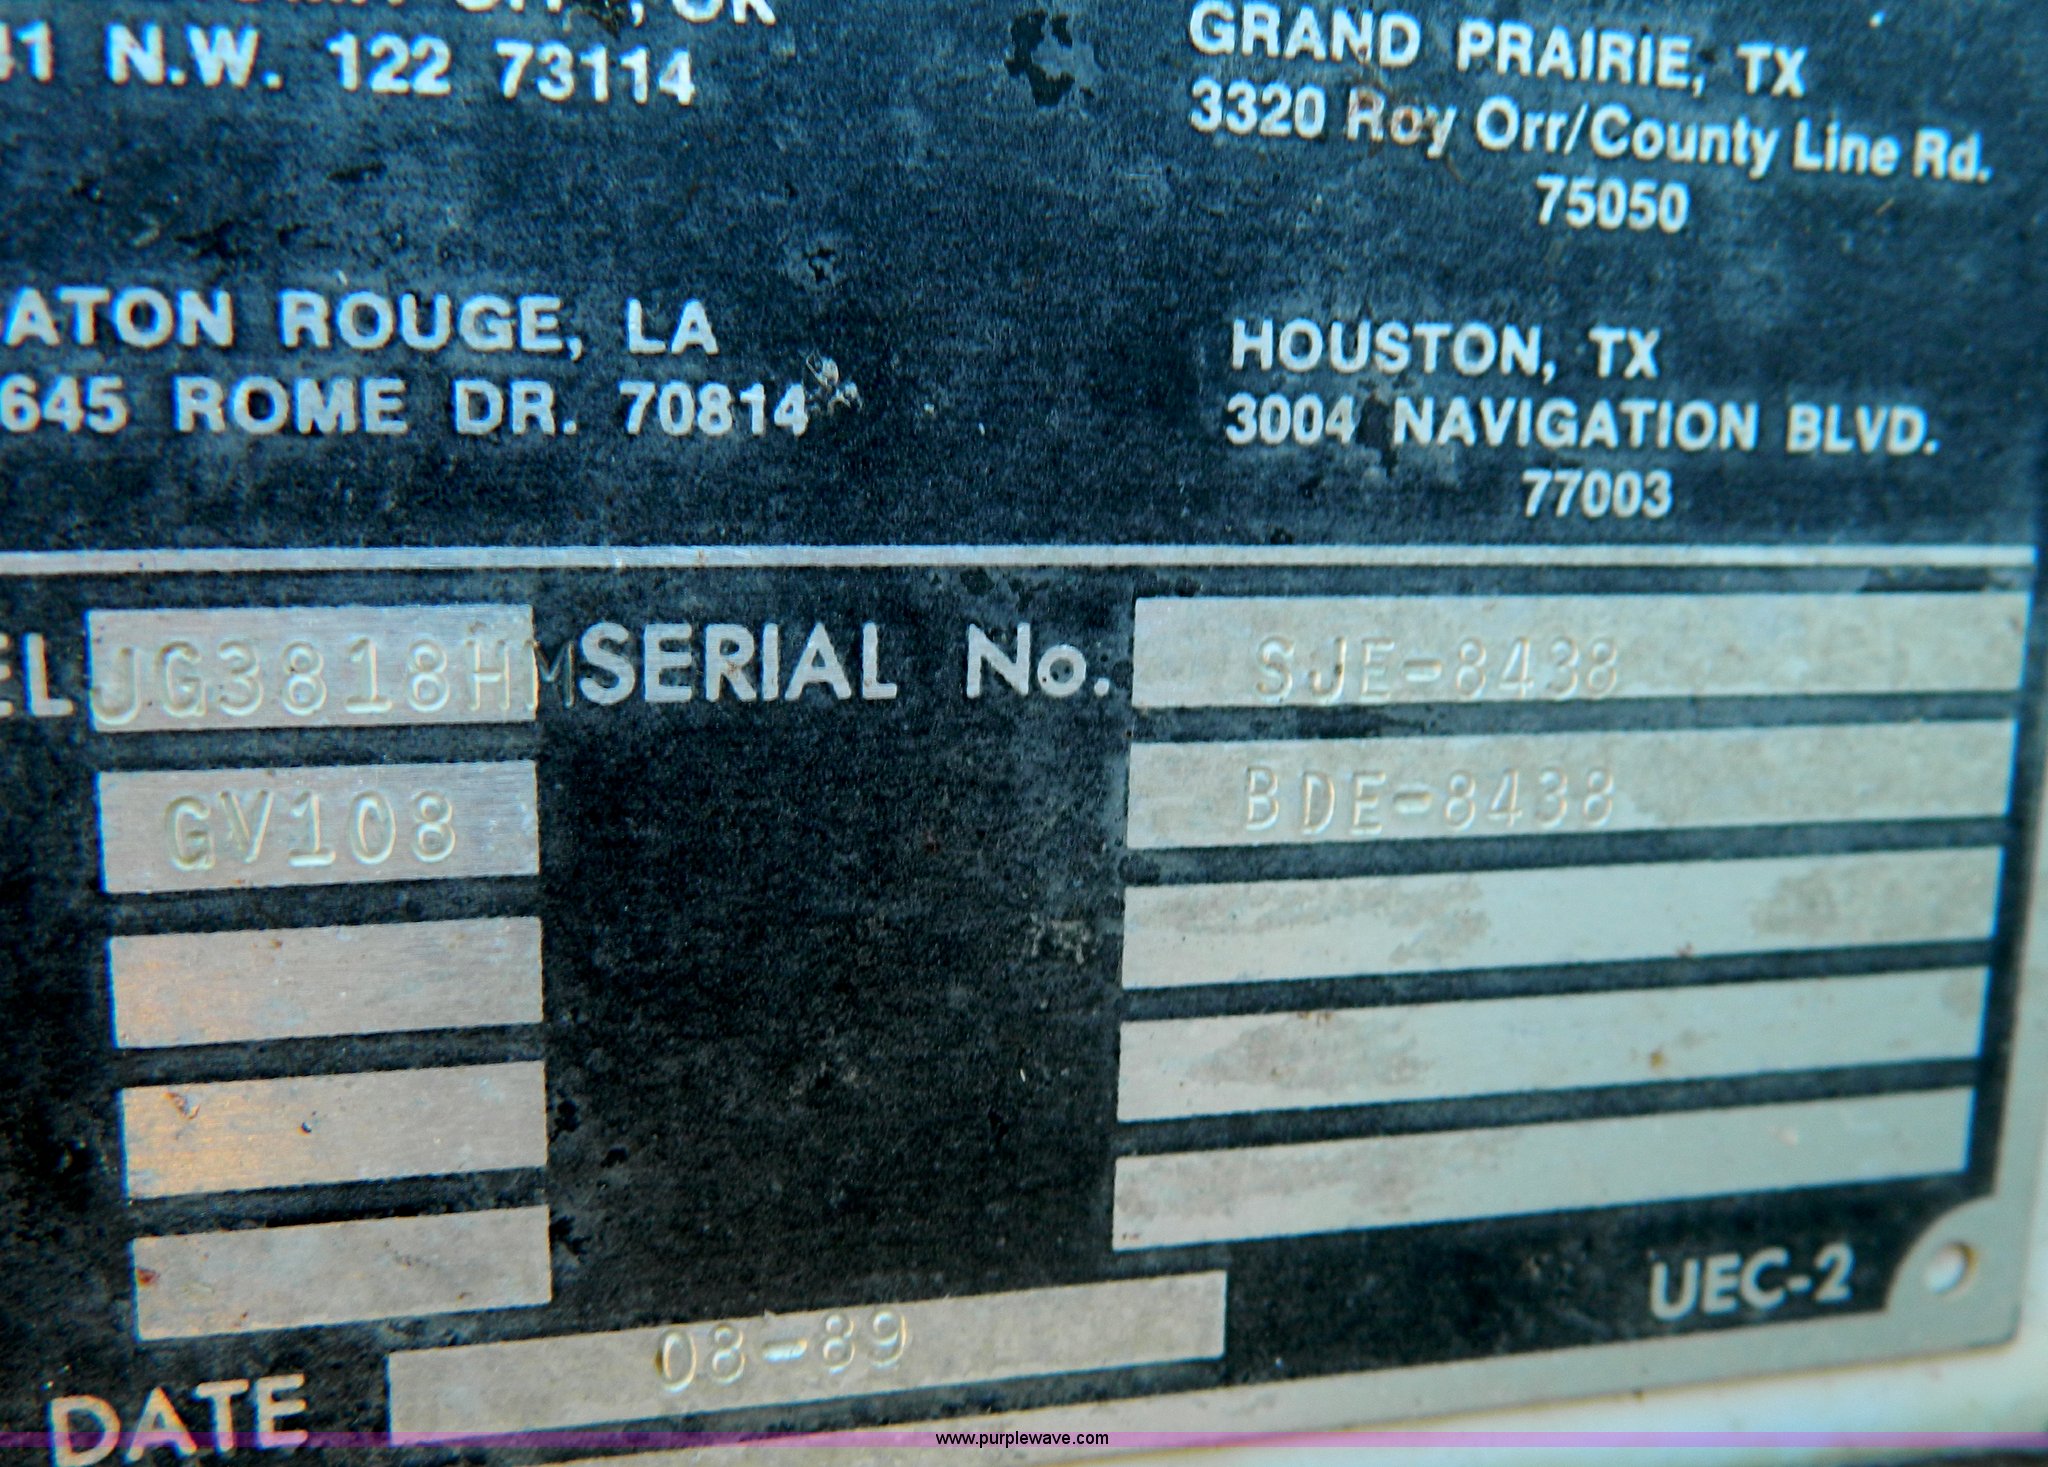 , OK
41 N.W. 122 73114
GRAND PRAIRIE, TX
3320 Roy Orr/County Line Rd.
75050
ATON ROUGE, LA
645 ROME DR. 70814
HOUSTON, TX
3004 NAVIGATION BLVD.
77003
EL JG3818HM SERIAL No. SJE-8438
GV108 BDE-8438
UEC-2
DATE 08-89
www.purplewave.com